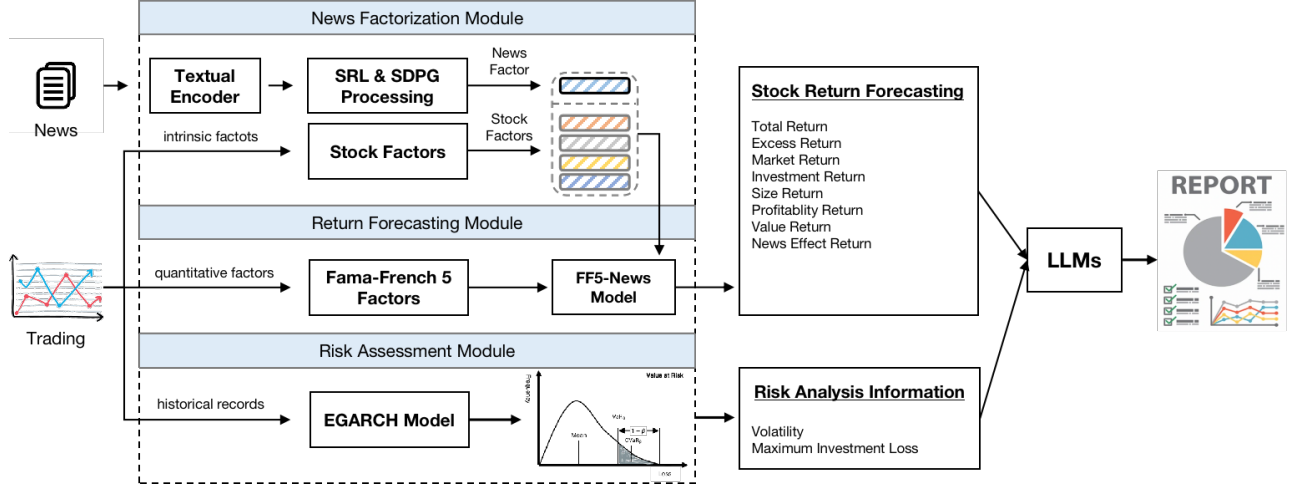 News Factorization Module
News
Textual
Encoder
SRL & SDPG
Processing
News
Factor
intrinsic factots
Stock Factors
Stock
Factors
Return Forecasting Module
Trading
quantitative factors
Fama-French 5
Factors
FF5-News
Model
Risk Assessment Module
historical records
EGARCH Model
Value at Risk
Frequency
Mean
1 - β
Loss
Stock Return Forecasting
Total Return
Excess Return
Market Return
Investment Return
Size Return
Profitablity Return
Value Return
News Effect Return
Risk Analysis Information
Volatility
Maximum Investment Loss
LLMs
REPORT